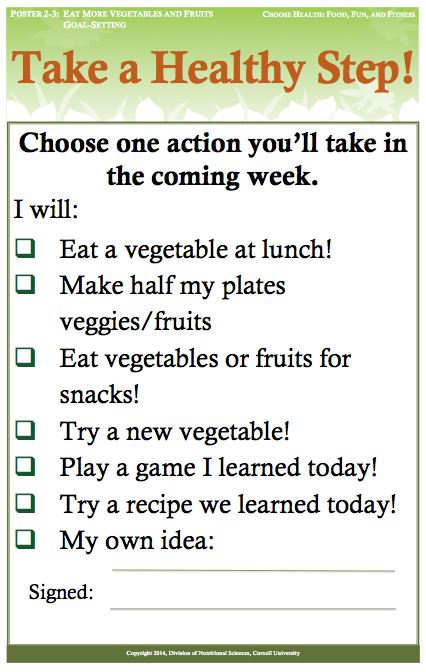 Poster 2-3: Eat More Vegetables and Fruits
Goal-Setting
Choose Health: Food, Fun, and Fitness
Take a Healthy Step!
Choose one action you'll take in
the coming week.
I will:
❑ Eat a vegetable at lunch!
❑ Make half my plates
veggies/fruits
❑ Eat vegetables or fruits for
snacks!
❑ Try a new vegetable!
❑ Play a game I learned today!
❑ Try a recipe we learned today!
❑ My own idea:
Signed:
Copyright 2014, Division of Nutritional Sciences, Cornell University